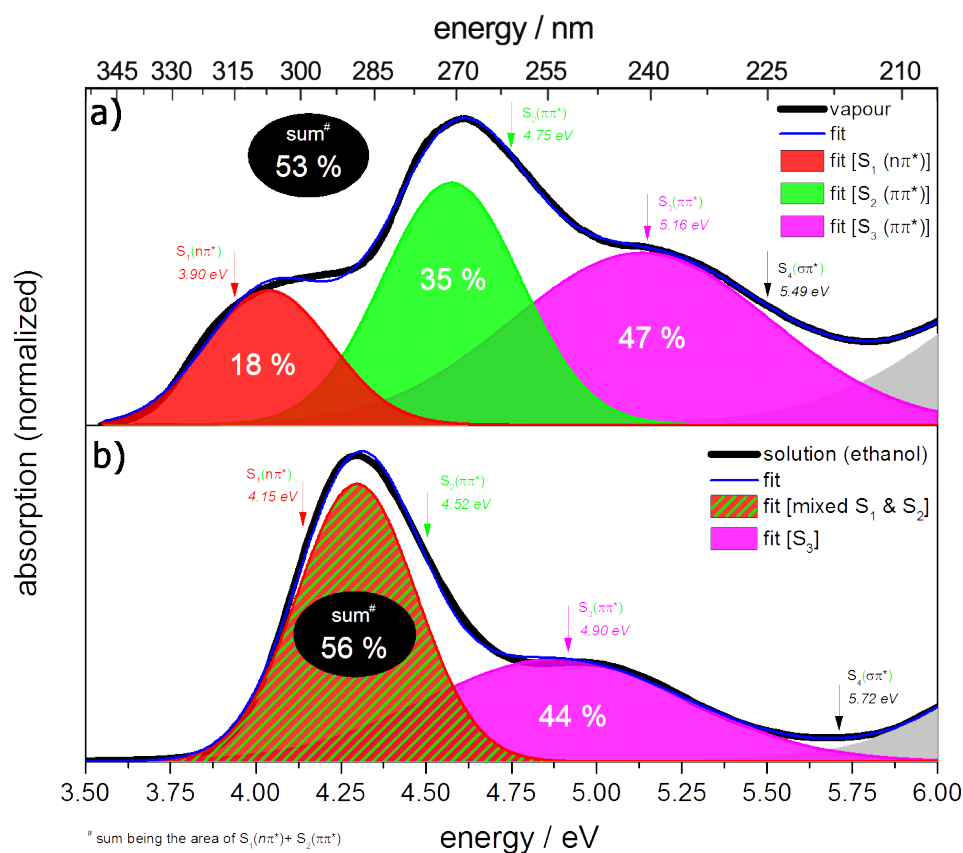 energy / nm
345 330 315 300 285 270 255 240 225 210
a)
sum#
53 %
S₂(ππ*)
4.75 eV
vapour
fit
fit [S₁ (nπ*)]
fit [S₂ (ππ*)]
fit [S₃ (ππ*)]
S₃(ππ*)
5.16 eV
S₁(nπ*)
3.90 eV
S₄(σπ*)
5.49 eV
35 %
47 %
18 %
absorption (normalized)
b)
solution (ethanol)
fit
fit [mixed S₁ & S₂]
fit [S₃]
S₁(nπ*)
4.15 eV
S₂(ππ*)
4.52 eV
sum#
56 %
S₃(ππ*)
4.90 eV
S₄(σπ*)
5.72 eV
44 %
3.50 3.75 4.00 4.25 4.50 4.75 5.00 5.25 5.50 5.75 6.00
energy / eV
# sum being the area of S₁(nπ*)+ S₂(ππ*)